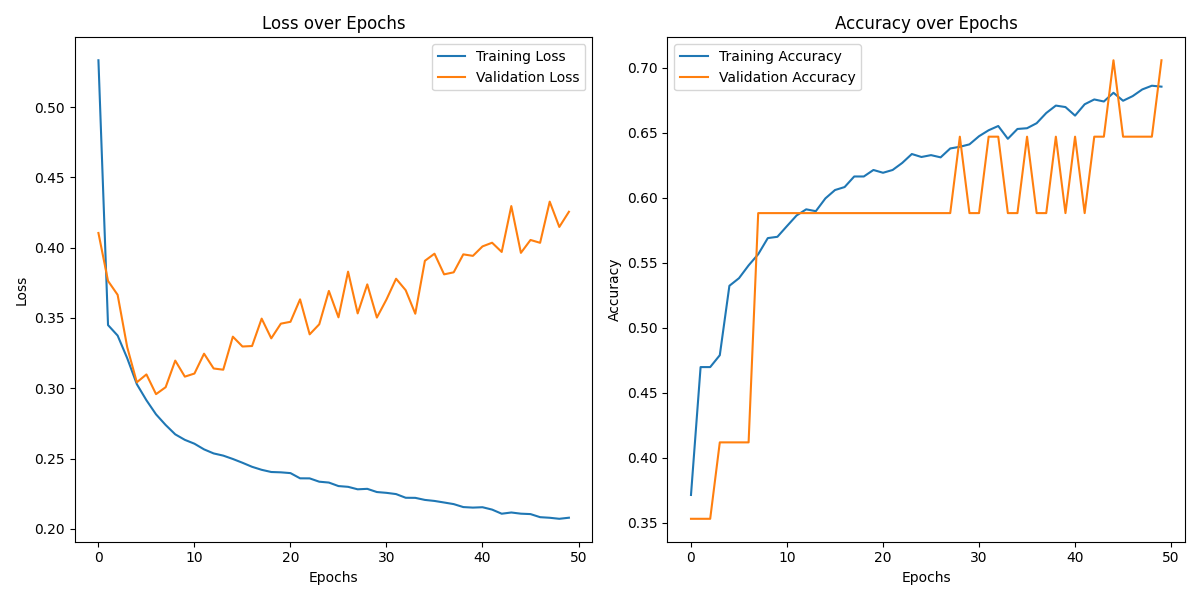 Loss over Epochs
Training Loss
Validation Loss
0.50
0.45
0.40
0.35
0.30
0.25
0.20
Loss
0 10 20 30 40 50
Epochs
Accuracy over Epochs
Training Accuracy
Validation Accuracy
0.70
0.65
0.60
0.55
0.50
0.45
0.40
0.35
Accuracy
0 10 20 30 40 50
Epochs